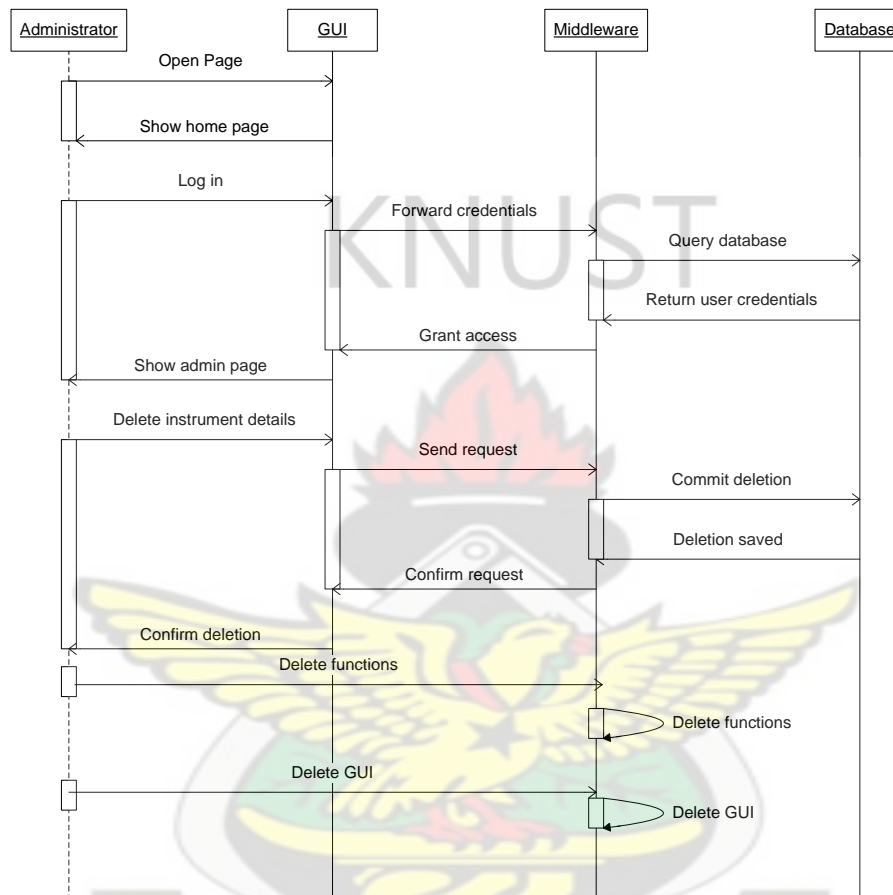 Administrator
GUI
Middleware
Database
Open Page
Show home page
Log in
KNUST
Forward credentials
Query database
Return user credentials
Grant access
Show admin page
Delete instrument details
Send request
Commit deletion
Deletion saved
Confirm request
Confirm deletion
Delete functions
Delete functions
Delete GUI
Delete GUI